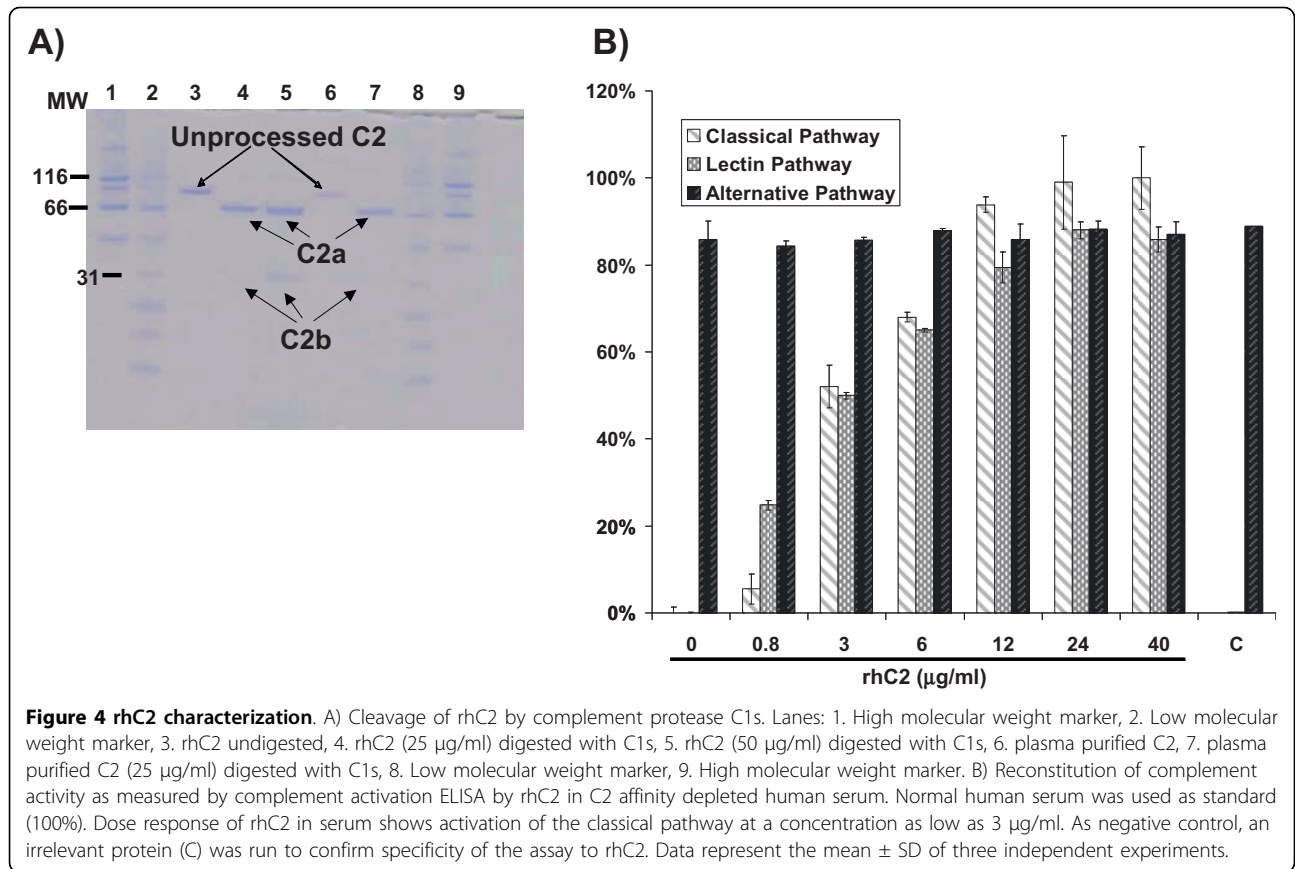 A)
MW 1 2 3 4 5 6 7 8 9
Unprocessed C2
116
66
C2a
31
C2b
B)
120%
100%
80%
60%
40%
20%
0%
Classical Pathway
Lectin Pathway
Alternative Pathway
0 0.8 3 6 12 24 40 C
rhC2 (µg/ml)
Figure 4 rhC2 characterization. A) Cleavage of rhC2 by complement protease C1s. Lanes: 1. High molecular weight marker, 2. Low molecular
weight marker, 3. rhC2 undigested, 4. rhC2 (25 µg/ml) digested with C1s, 5. rhC2 (50 µg/ml) digested with C1s, 6. plasma purified C2, 7. plasma
purified C2 (25 µg/ml) digested with C1s, 8. Low molecular weight marker, 9. High molecular weight marker. B) Reconstitution of complement
activity as measured by complement activation ELISA by rhC2 in C2 affinity depleted human serum. Normal human serum was used as standard
(100%). Dose response of rhC2 in serum shows activation of the classical pathway at a concentration as low as 3 µg/ml. As negative control, an
irrelevant protein (C) was run to confirm specificity of the assay to rhC2. Data represent the mean ± SD of three independent experiments.